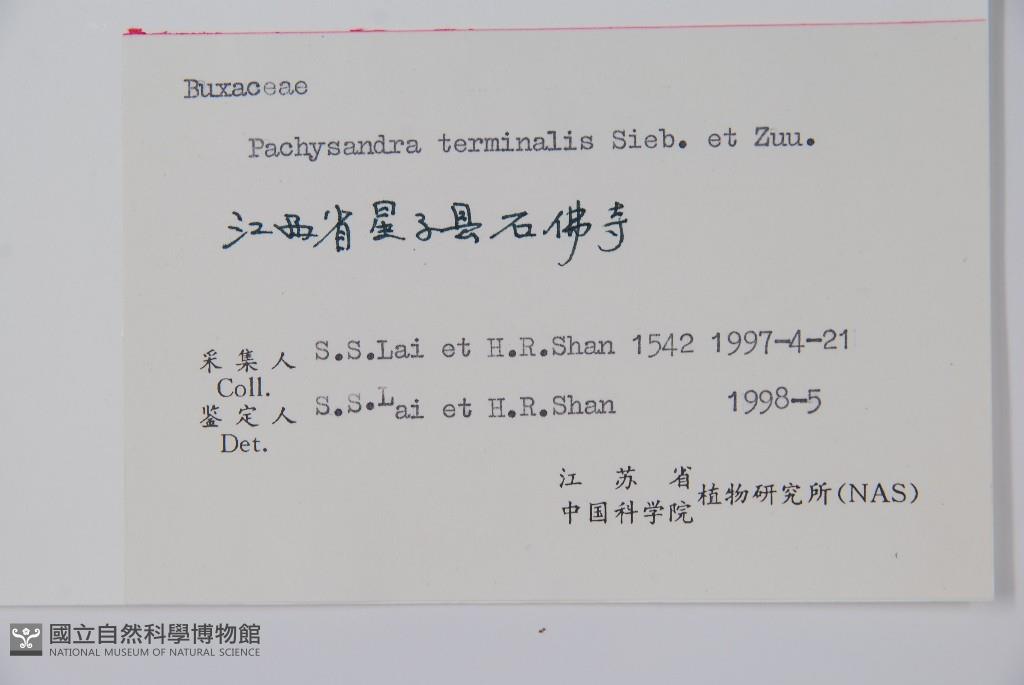 Buxaceae
Pachysandra terminalis Sieb. et Zuu.
江西省星子县石佛寺
采集人 S.S.Lai et H.R.Shan 1542 1997-4-21
Coll.
鉴定人 S.S.Lai et H.R.Shan 1998-5
Det.
江苏省
中国科学院 植物研究所(NAS)
國立自然科學博物館
NATIONAL MUSEUM OF NATURAL SCIENCE